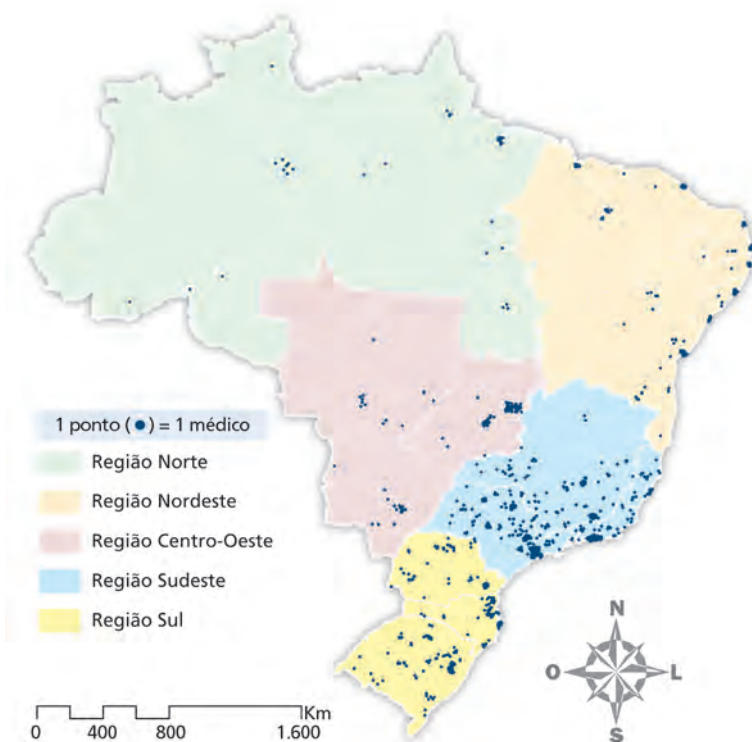 1 ponto (●) = 1 médico
Região Norte
Região Nordeste
Região Centro-Oeste
Região Sudeste
Região Sul
N
O
L
S
Km
0 400 800 1.600